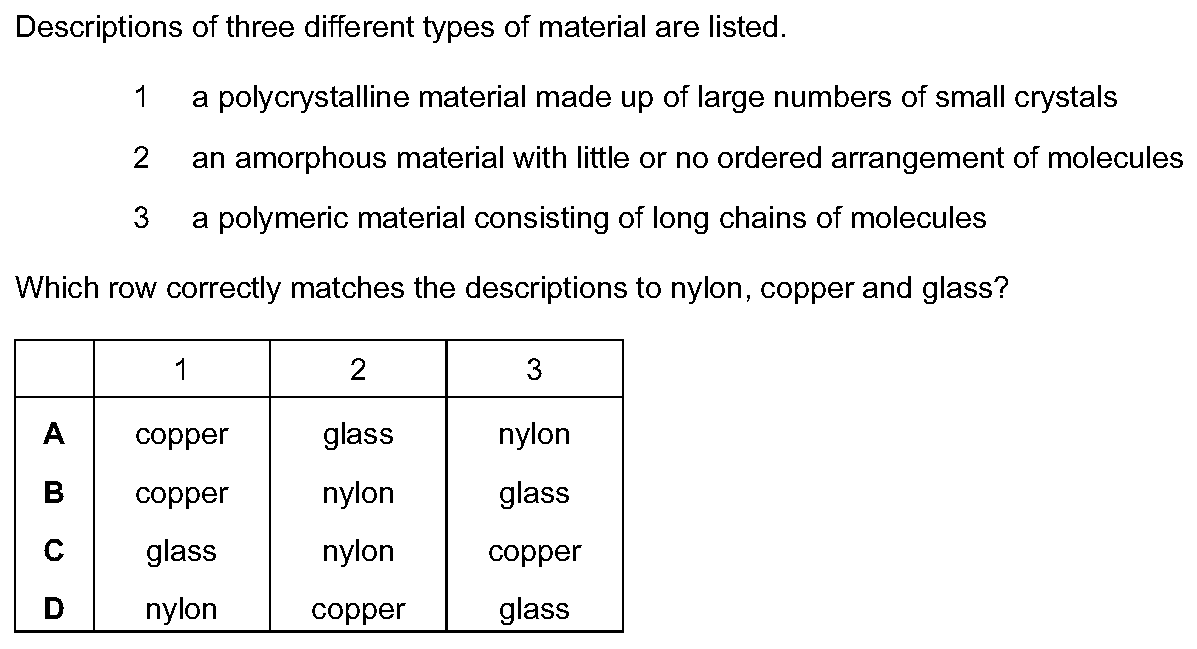 Descriptions of three different types of material are listed.
1 a polycrystalline material made up of large numbers of small crystals
2 an amorphous material with little or no ordered arrangement of molecules
3 a polymeric material consisting of long chains of molecules
Which row correctly matches the descriptions to nylon, copper and glass?
1 2 3
A copper glass nylon
B copper nylon glass
C glass nylon copper
D nylon copper glass